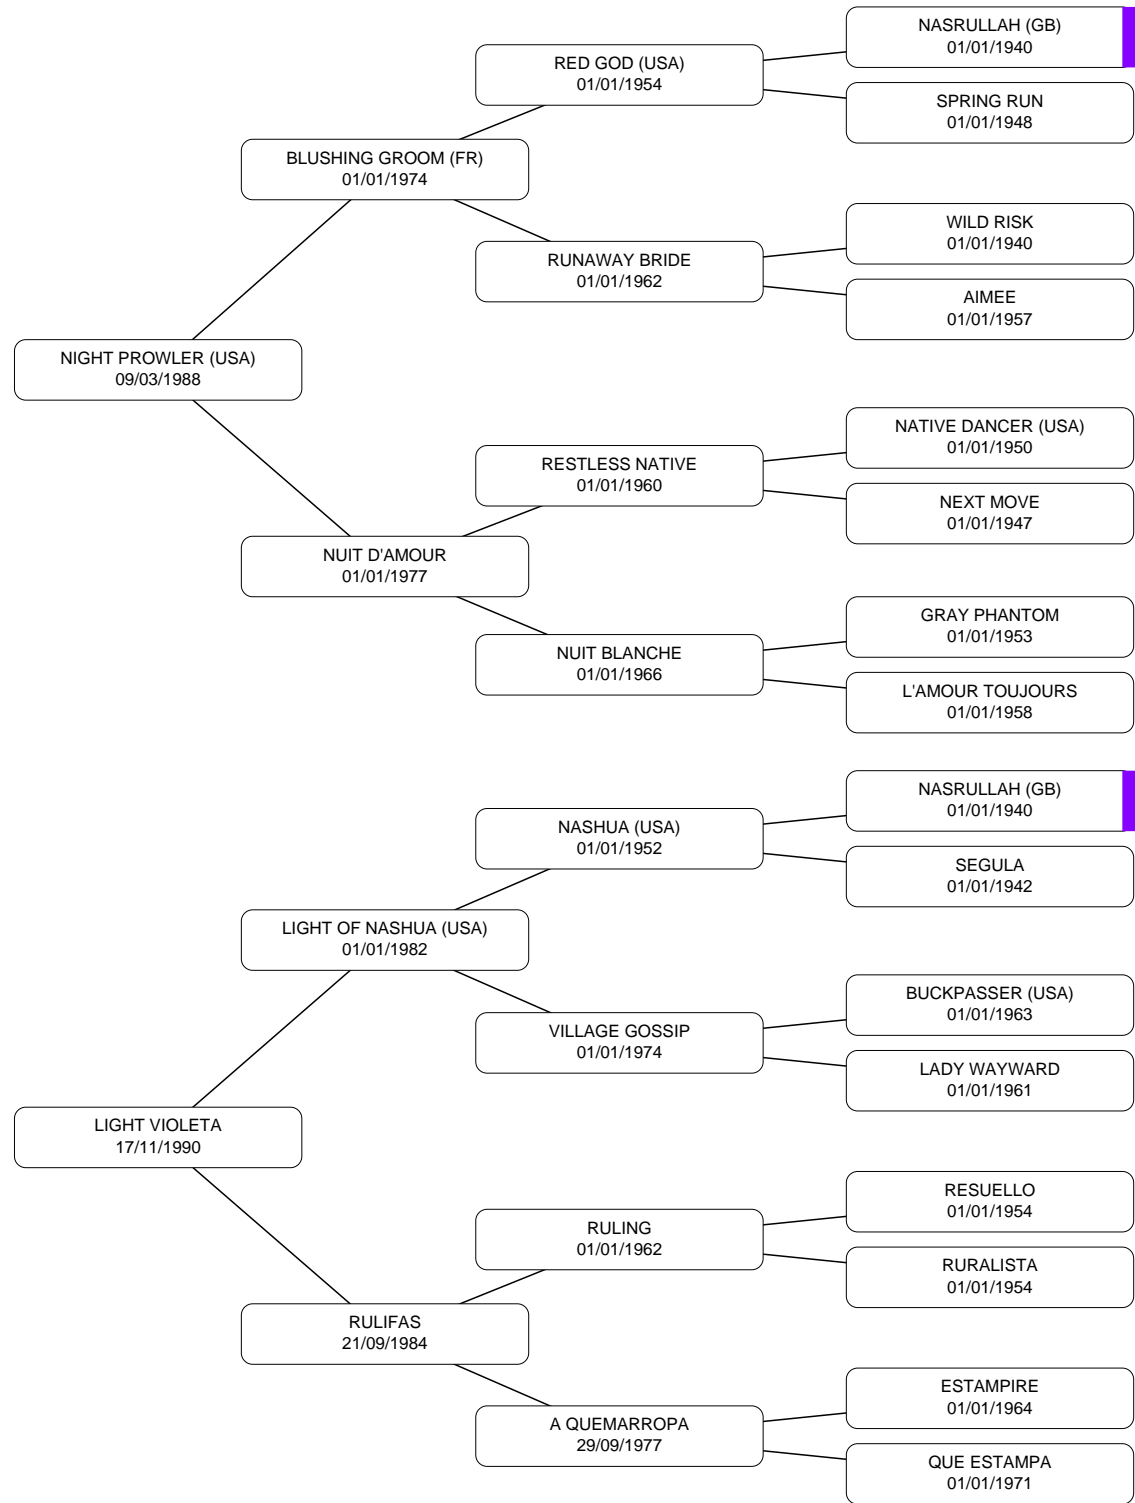 NASRULLAH (GB)
01/01/1940
RED GOD (USA)
01/01/1954
SPRING RUN
01/01/1948
BLUSHING GROOM (FR)
01/01/1974
WILD RISK
01/01/1940
RUNAWAY BRIDE
01/01/1962
AIMEE
01/01/1957
NIGHT PROWLER (USA)
09/03/1988
NATIVE DANCER (USA)
01/01/1950
RESTLESS NATIVE
01/01/1960
NEXT MOVE
01/01/1947
NUIT D'AMOUR
01/01/1977
GRAY PHANTOM
01/01/1953
NUIT BLANCHE
01/01/1966
L'AMOUR TOUJOURS
01/01/1958
NASRULLAH (GB)
01/01/1940
NASHUA (USA)
01/01/1952
SEGULA
01/01/1942
LIGHT OF NASHUA (USA)
01/01/1982
BUCKPASSER (USA)
01/01/1963
VILLAGE GOSSIP
01/01/1974
LADY WAYWARD
01/01/1961
LIGHT VIOLETA
17/11/1990
RESUELLO
01/01/1954
RULING
01/01/1962
RURALISTA
01/01/1954
RULIFAS
21/09/1984
ESTAMPIRE
01/01/1964
A QUEMARROPA
29/09/1977
QUE ESTAMPA
01/01/1971